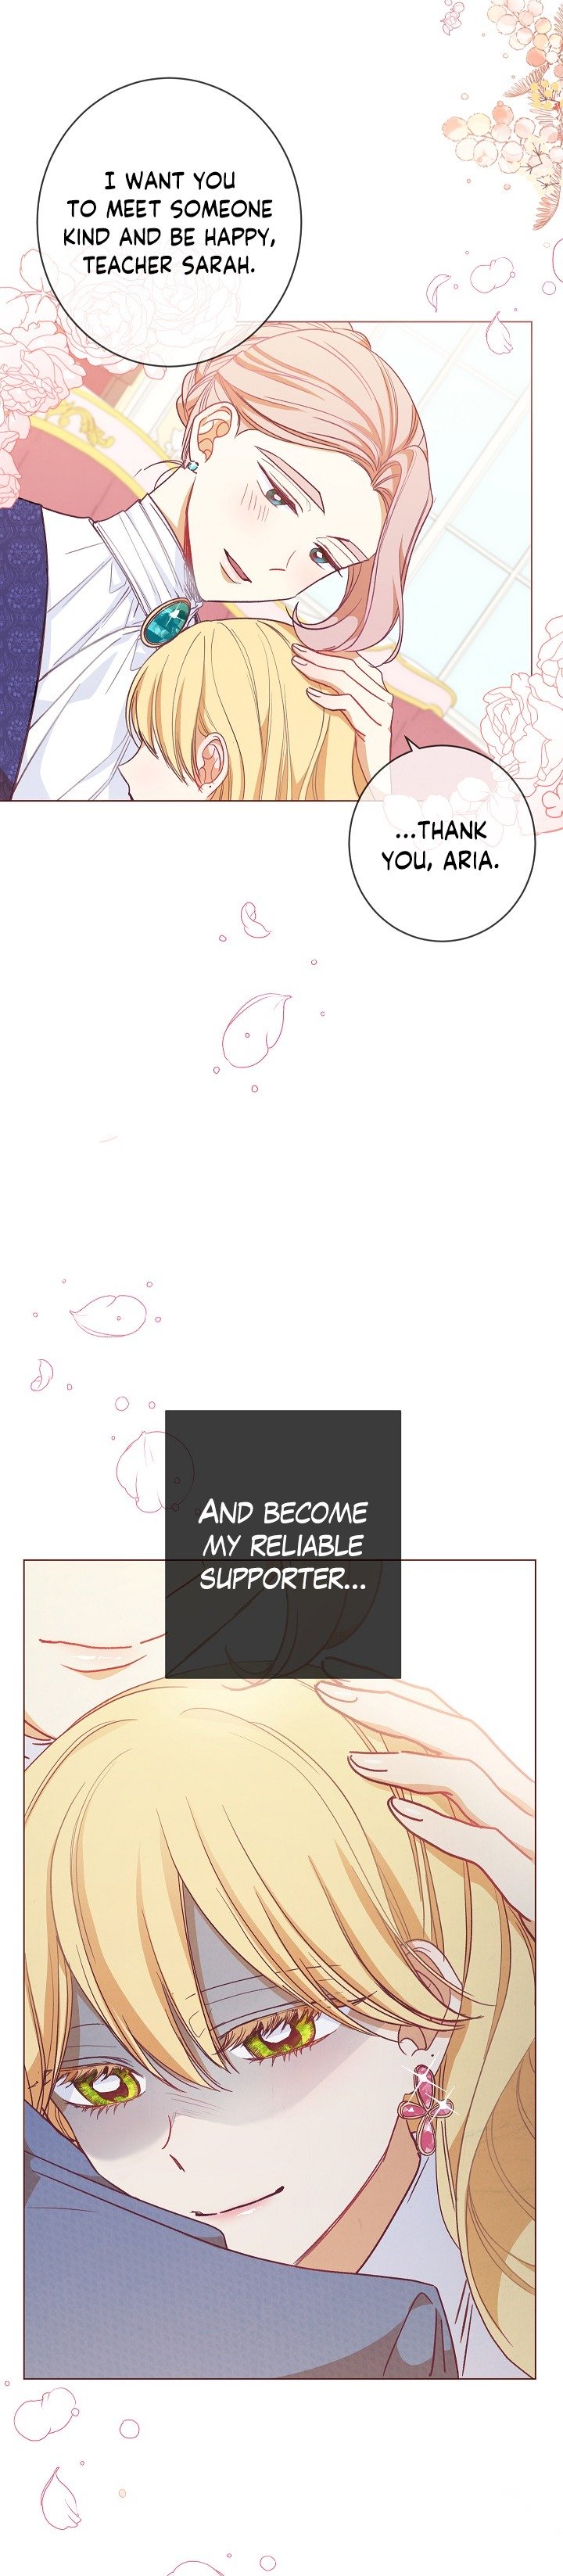 I WANT YOU
TO MEET SOMEONE
KIND AND BE HAPPY,
TEACHER SARAH.
...THANK
YOU, ARIA.
AND BECOME
MY RELIABLE
SUPPORTER...